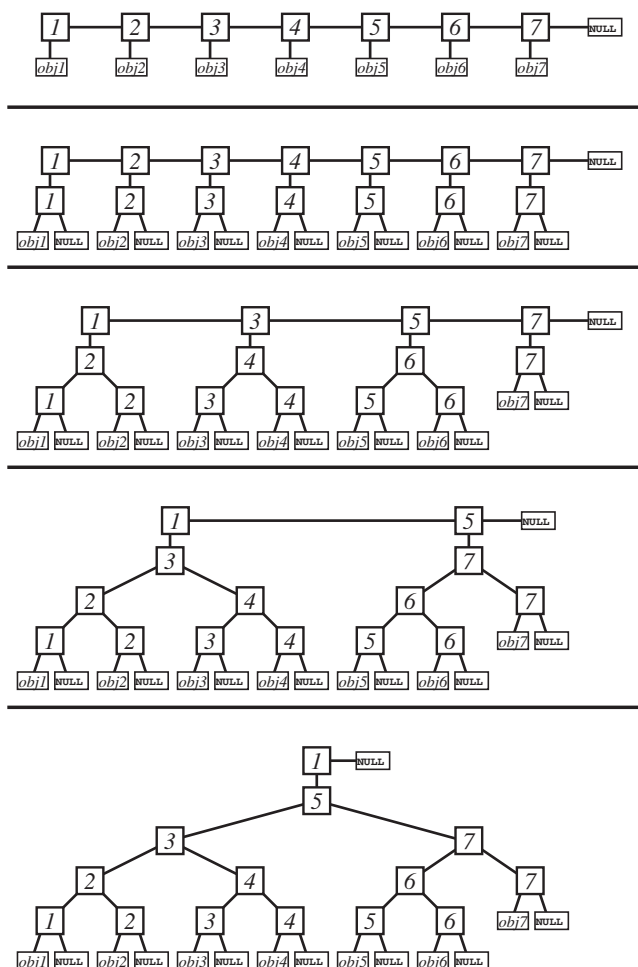 1 2 3 4 5 6 7 NULL
obj1 obj2 obj3 obj4 obj5 obj6 obj7
1 2 3 4 5 6 7 NULL
1 2 3 4 5 6 7
obj1 NULL obj2 NULL obj3 NULL obj4 NULL obj5 NULL obj6 NULL obj7 NULL
1 3 5 7 NULL
2 4 6 7
1 2 3 4 5 6 obj7 NULL
obj1 NULL obj2 NULL obj3 NULL obj4 NULL obj5 NULL obj6 NULL
1 5 NULL
3 7
2 4 6 7
1 2 3 4 5 6 obj7 NULL
obj1 NULL obj2 NULL obj3 NULL obj4 NULL obj5 NULL obj6 NULL
1 NULL
5
3 7
2 4 6 7
1 2 3 4 5 6 obj7 NULL
obj1 NULL obj2 NULL obj3 NULL obj4 NULL obj5 NULL obj6 NULL